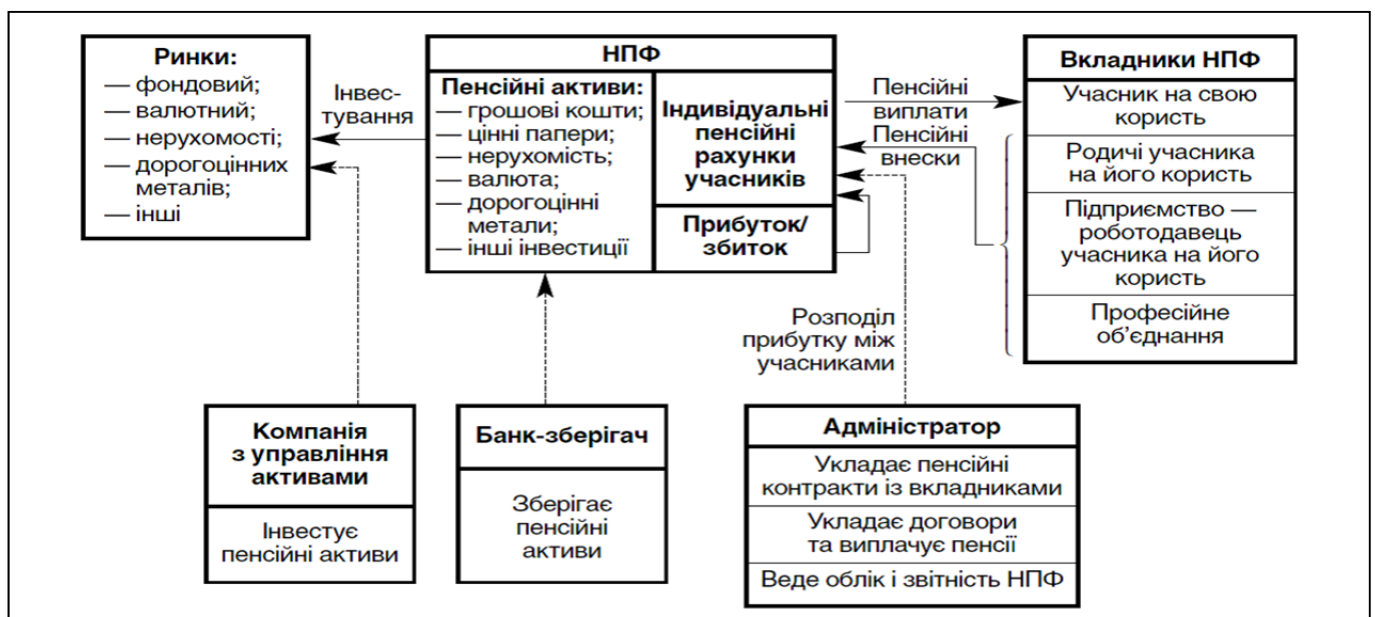 Ринки:
— фондовий;
— валютний;
— нерухомості;
— дорогоцінних
металів;
— інші
Інвес-
тування
НПФ
Пенсійні активи:
— грошові кошти;
— цінні папери;
— нерухомість;
— валюта;
— дорогоцінні
метали;
— інші інвестиції
Індивідуальні
пенсійні
рахунки
учасників
Прибуток/
збиток
Пенсійні
виплати
Пенсійні
внески
Вкладники НПФ
Учасник на свою
користь
Родичі учасника
на його користь
Підприємство —
роботодавець
учасника на його
користь
Професійне
об’єднання
Розподіл
прибутку між
учасниками
Компанія
з управління
активами
Інвестує
пенсійні активи
Банк-зберігач
Зберігає
пенсійні
активи
Адміністратор
Укладає пенсійні
контракти із вкладниками
Укладає договори
та виплачує пенсії
Веде облік і звітність НПФ